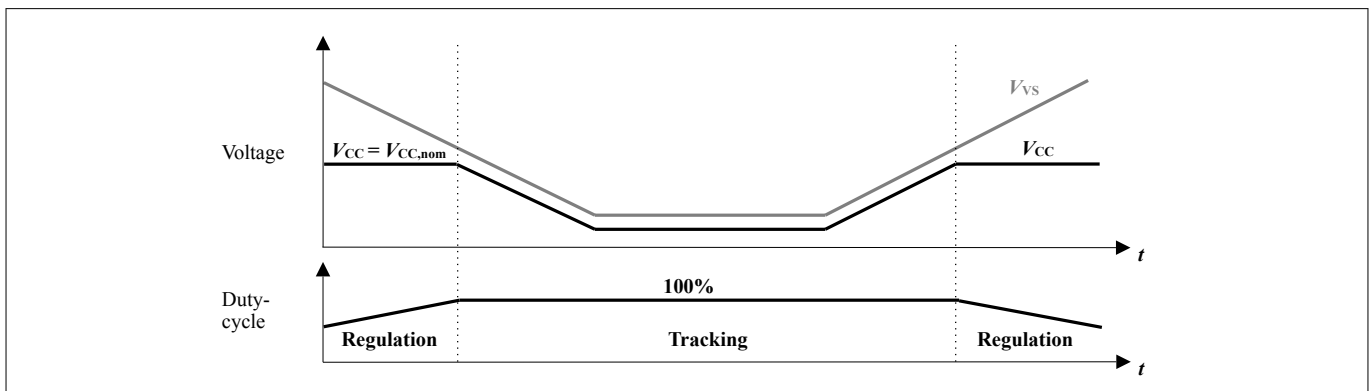 V_VS
Voltage
V_CC = V_CC,nom
V_CC
t
Duty-
cycle
100%
Regulation
Tracking
Regulation
t